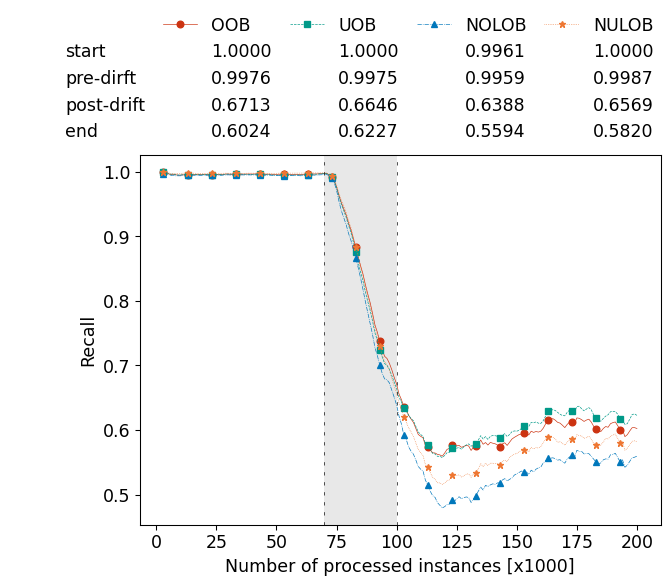 OOB UOB NOLOB NULOB
start 1.0000 1.0000 0.9961 1.0000
pre-dirft 0.9976 0.9975 0.9959 0.9987
post-drift 0.6713 0.6646 0.6388 0.6569
end 0.6024 0.6227 0.5594 0.5820
1.0
0.9
0.8
0.7
0.6
0.5
Recall
0 25 50 75 100 125 150 175 200
Number of processed instances [x1000]